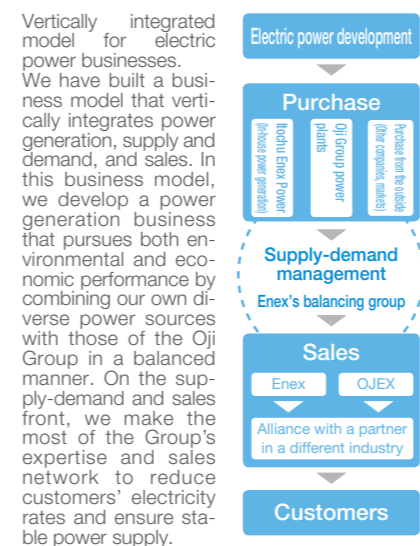 Vertically integrated
model for electric
power businesses.
We have built a busi-
ness model that verti-
cally integrates power
generation, supply and
demand, and sales. In
this business model,
we develop a power
generation business
that pursues both en-
vironmental and eco-
nomic performance by
combining our own di-
verse power sources
with those of the Oji
Group in a balanced
manner. On the sup-
ply-demand and sales
front, we make the
most of the Group's
expertise and sales
network to reduce
customers' electricity
rates and ensure sta-
ble power supply.
Electric power development
Purchase
Itochu Enex Power
(In-house power generation)
Oji Group power
plants
Purchase from the outside
(Other companies, markets)
Supply-demand
management
Enex's balancing group
Sales
Enex
OJEX
Alliance with a partner
in a different industry
Customers